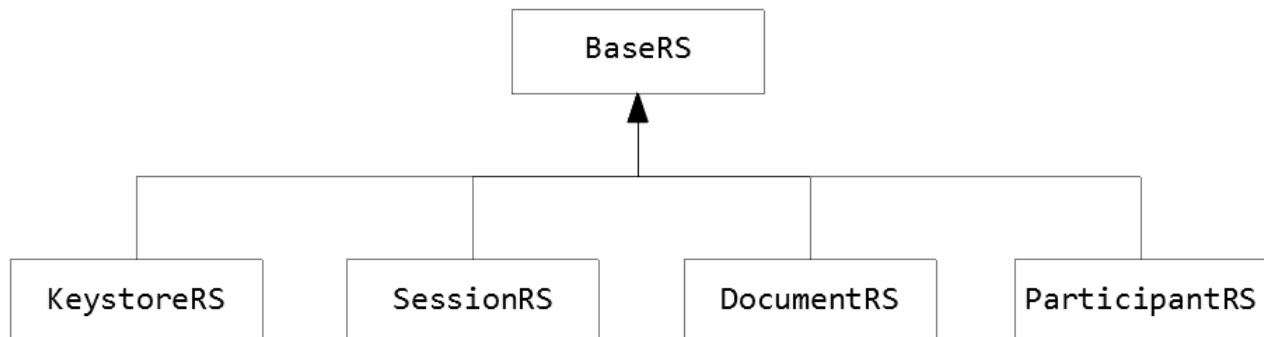 BaseRS
KeystoreRS
SessionRS
DocumentRS
ParticipantRS